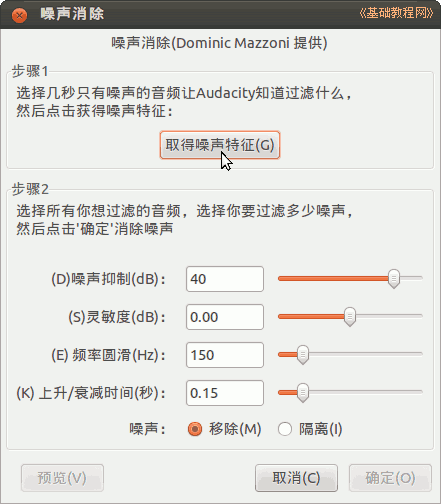 噪声消除
《基础教程网》
噪声消除(Dominic Mazzoni 提供)
步骤1
选择几秒只有噪声的音频让Audacity知道过滤什么，
然后点击获得噪声特征：
取得噪声特征(G)
步骤2
选择所有你想过滤的音频，选择你要过滤多少噪声，
然后点击'确定'消除噪声
(D)噪声抑制(dB)： 40
(S)灵敏度(dB)： 0.00
(E) 频率圆滑(Hz)： 150
(K) 上升/衰减时间(秒)： 0.15
噪声： 移除(M) 隔离(I)
预览(V) 取消(C) 确定(O)